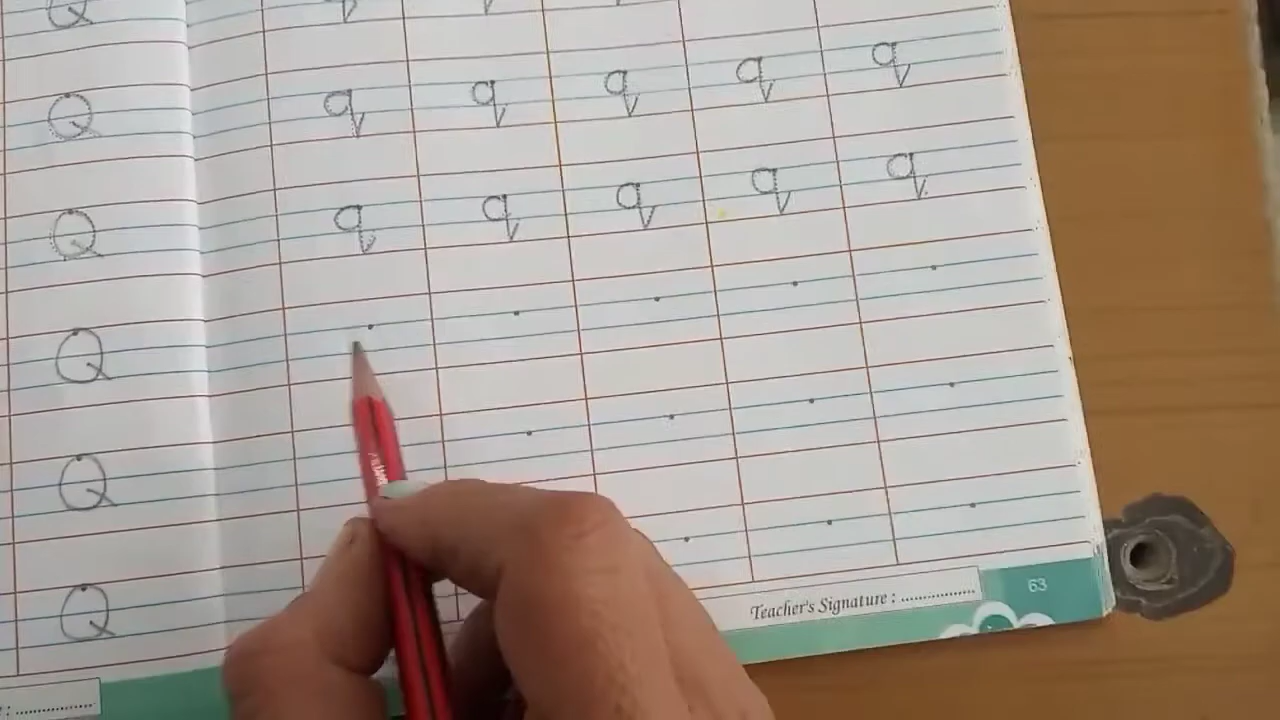 Q q q q
Q q q q q q
Q q q q q q
Q
Q
Q
Teacher's Signature : ................ 63